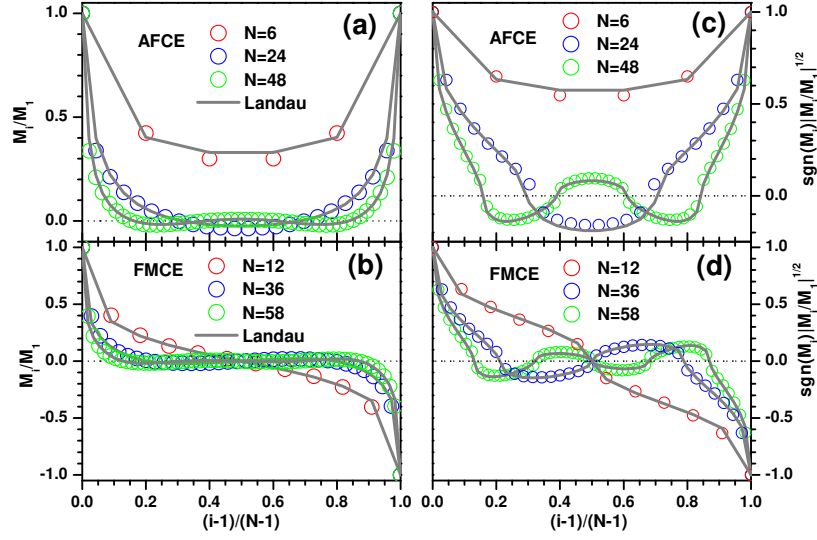 (a)
AFCE
N=6
N=24
N=48
Landau
1.0
0.5
0.0
M_i/M_1
(c)
AFCE
N=6
N=24
N=48
1.0
0.5
0.0
sgn(M_i)|M_i/M_1|^{1/2}
(b)
FMCE
N=12
N=36
N=58
Landau
1.0
0.5
0.0
-0.5
-1.0
M_i/M_1
0.0 0.2 0.4 0.6 0.8 1.0
(i-1)/(N-1)
(d)
FMCE
N=12
N=36
N=58
1.0
0.5
0.0
-0.5
-1.0
sgn(M_i)|M_i/M_1|^{1/2}
0.0 0.2 0.4 0.6 0.8 1.0
(i-1)/(N-1)